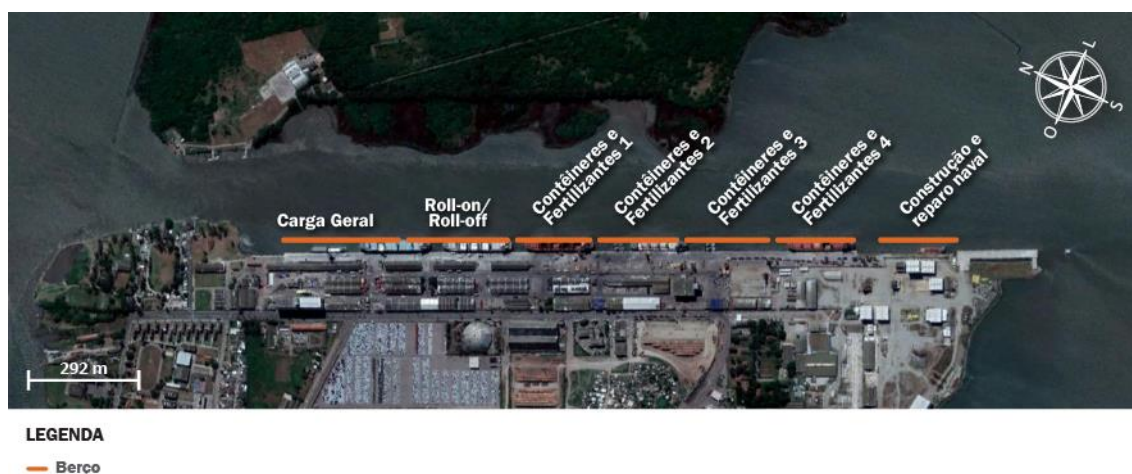 N
L
O
S
Carga Geral
Roll-on/
Roll-off
Contêineres e
Fertilizantes 1
Contêineres e
Fertilizantes 2
Contêineres e
Fertilizantes 3
Contêineres e
Fertilizantes 4
Construção e
reparo naval
292 m
LEGENDA
Berço